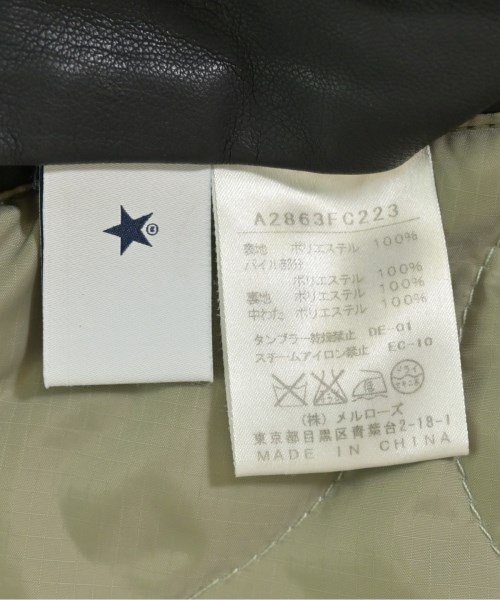 A2863FC223
表地 ポリエステル 100%
パイル部分
ポリエステル 100%
裏地 ポリエステル 100%
中わた ポリエステル 100%
タンブラー乾燥禁止 DE-01
スチームアイロン禁止 EC-10
ドライ
(株) メルローズ
東京都目黒区青葉台2-18-1
MADE IN CHINA